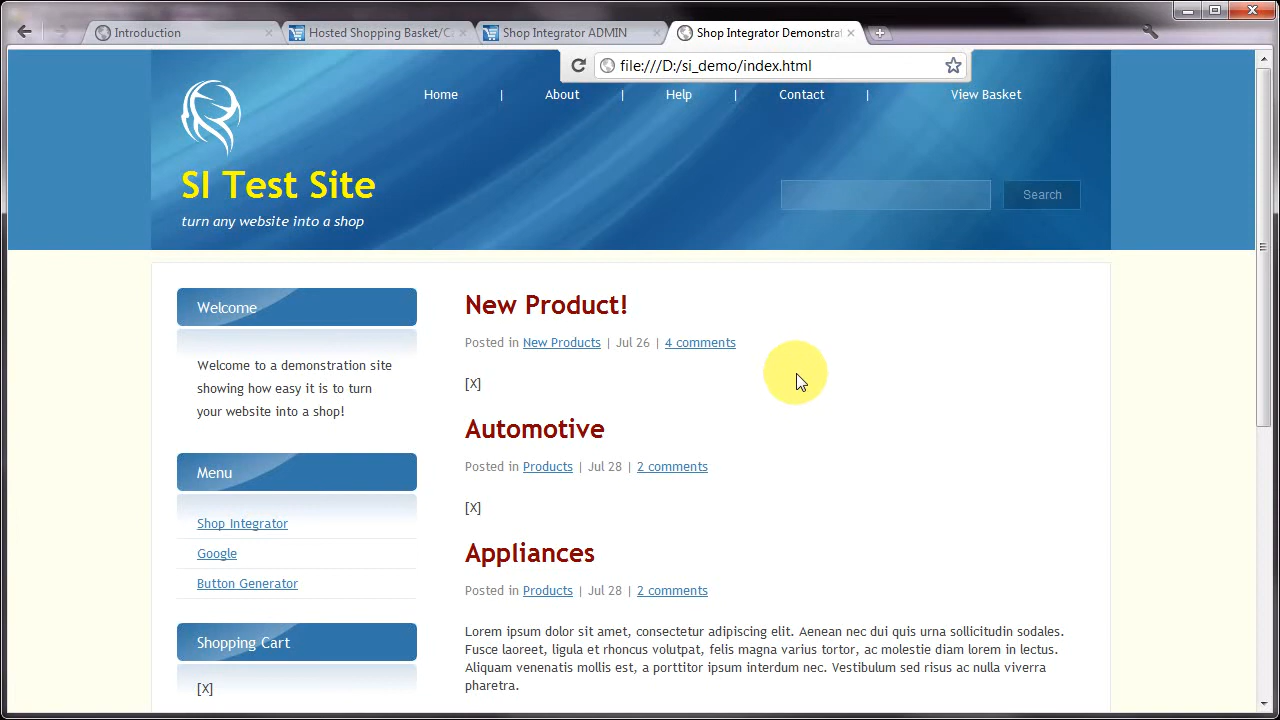 Introduction
Hosted Shopping Basket/Ca
Shop Integrator ADMIN
Shop Integrator Demonstrat
file:///D:/si_demo/index.html
Home | About | Help | Contact | View Basket
SI Test Site
turn any website into a shop
Search
Welcome
Welcome to a demonstration site
showing how easy it is to turn
your website into a shop!
Menu
Shop Integrator
Google
Button Generator
Shopping Cart
[X]
New Product!
Posted in New Products | Jul 26 | 4 comments
[X]
Automotive
Posted in Products | Jul 28 | 2 comments
[X]
Appliances
Posted in Products | Jul 28 | 2 comments
Lorem ipsum dolor sit amet, consectetur adipiscing elit. Aenean nec dui quis urna sollicitudin sodales.
Fusce laoreet, ligula et rhoncus volutpat, felis magna varius tortor, ac molestie diam lorem in lectus.
Aliquam venenatis mollis est, a porttitor ipsum interdum nec. Vestibulum sed risus ac nulla viverra
pharetra.